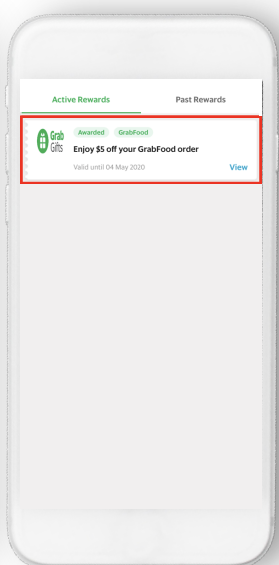 Active Rewards
Past Rewards
Grab
Gifts
Awarded
GrabFood
Enjoy $5 off your GrabFood order
Valid until 04 May 2020
View